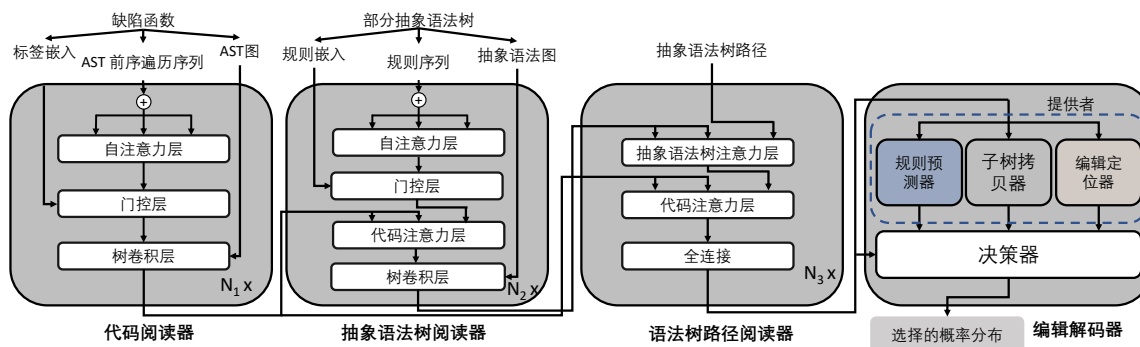 缺陷函数
标签嵌入
AST 前序遍历序列
AST图
+
自注意力层
门控层
树卷积层
N1 x
代码阅读器
部分抽象语法树
规则嵌入
规则序列
抽象语法图
+
自注意力层
门控层
代码注意力层
树卷积层
N2 x
抽象语法树阅读器
抽象语法树路径
抽象语法树注意力层
代码注意力层
全连接
N3 x
语法树路径阅读器
提供者
规则预
测器
子树拷
贝器
编辑定
位器
决策器
选择的概率分布
编辑解码器